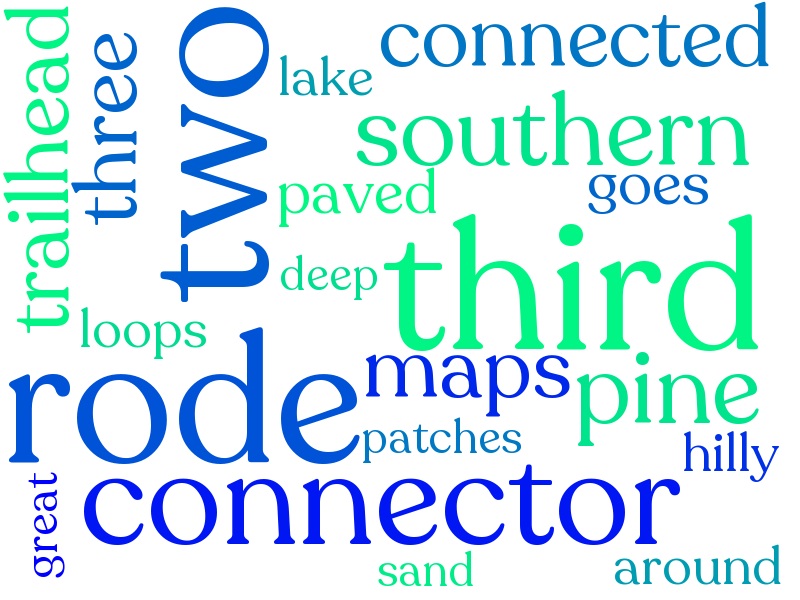 trailhead
three
two
lake
connected
southern
paved
goes
deep
third
loops
rode
maps
pine
patches
hilly
great
connector
sand
around